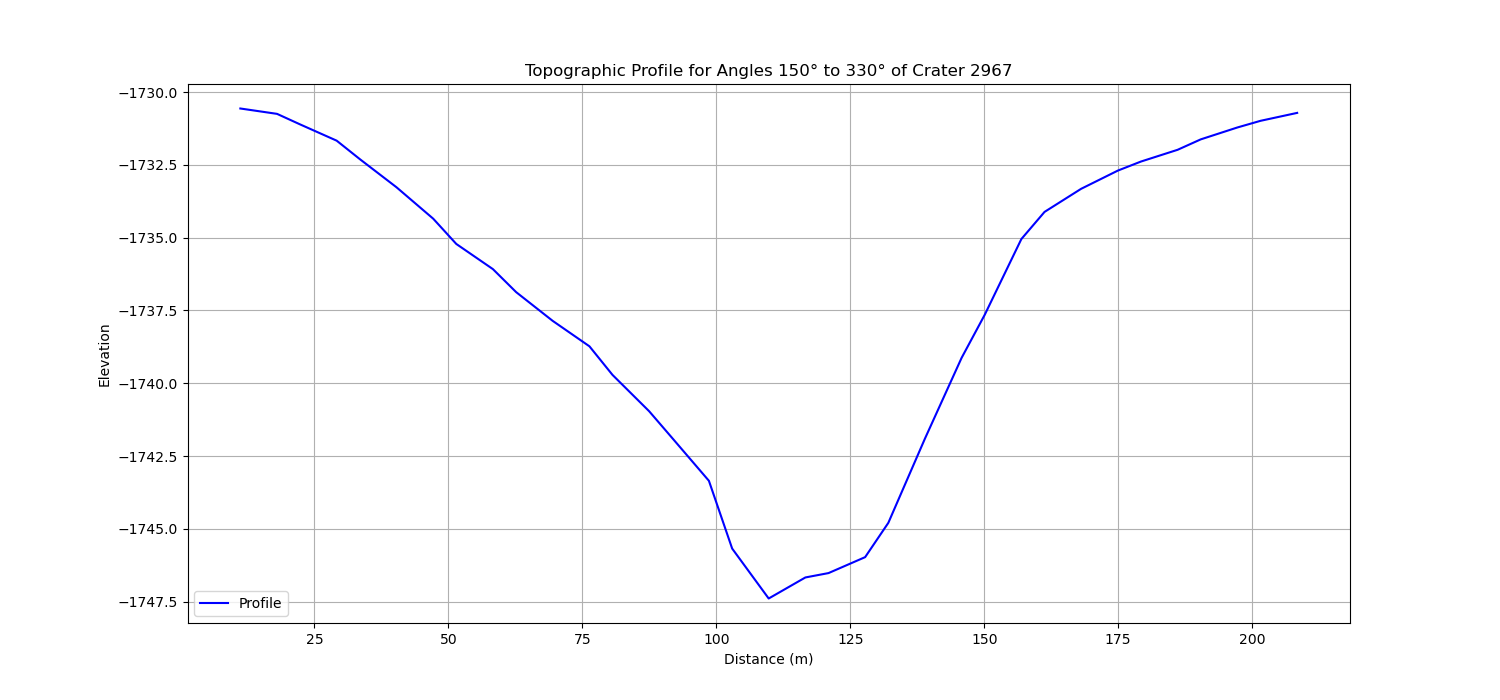 Topographic Profile for Angles 150° to 330° of Crater 2967
−1730.0
−1732.5
−1735.0
−1737.5
−1740.0
−1742.5
−1745.0
−1747.5
Elevation
Profile
25 50 75 100 125 150 175 200
Distance (m)